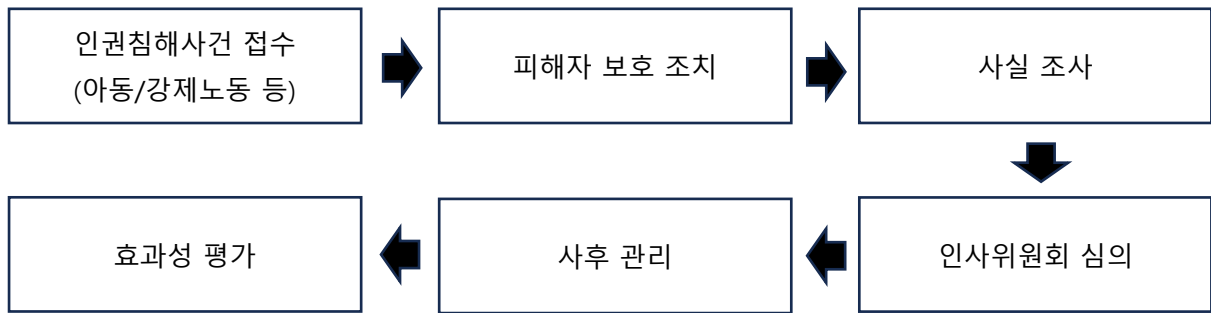 인권침해사건 접수
(아동/강제노동 등)
피해자 보호 조치
사실 조사
인사위원회 심의
사후 관리
효과성 평가